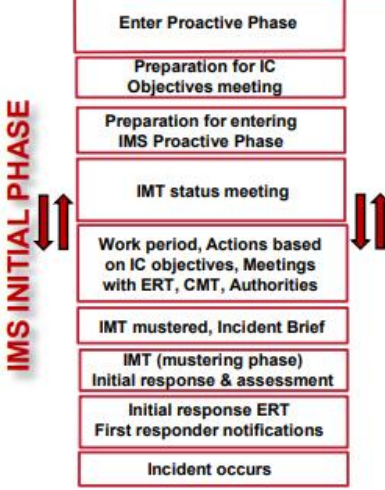 Enter Proactive Phase
Preparation for IC
Objectives meeting
Preparation for entering
IMS Proactive Phase
IMT status meeting
Work period, Actions based
on IC objectives, Meetings
with ERT, CMT, Authorities
IMT mustered, Incident Brief
IMT (mustering phase)
Initial response & assessment
Initial response ERT
First responder notifications
Incident occurs
IMS INITIAL PHASE